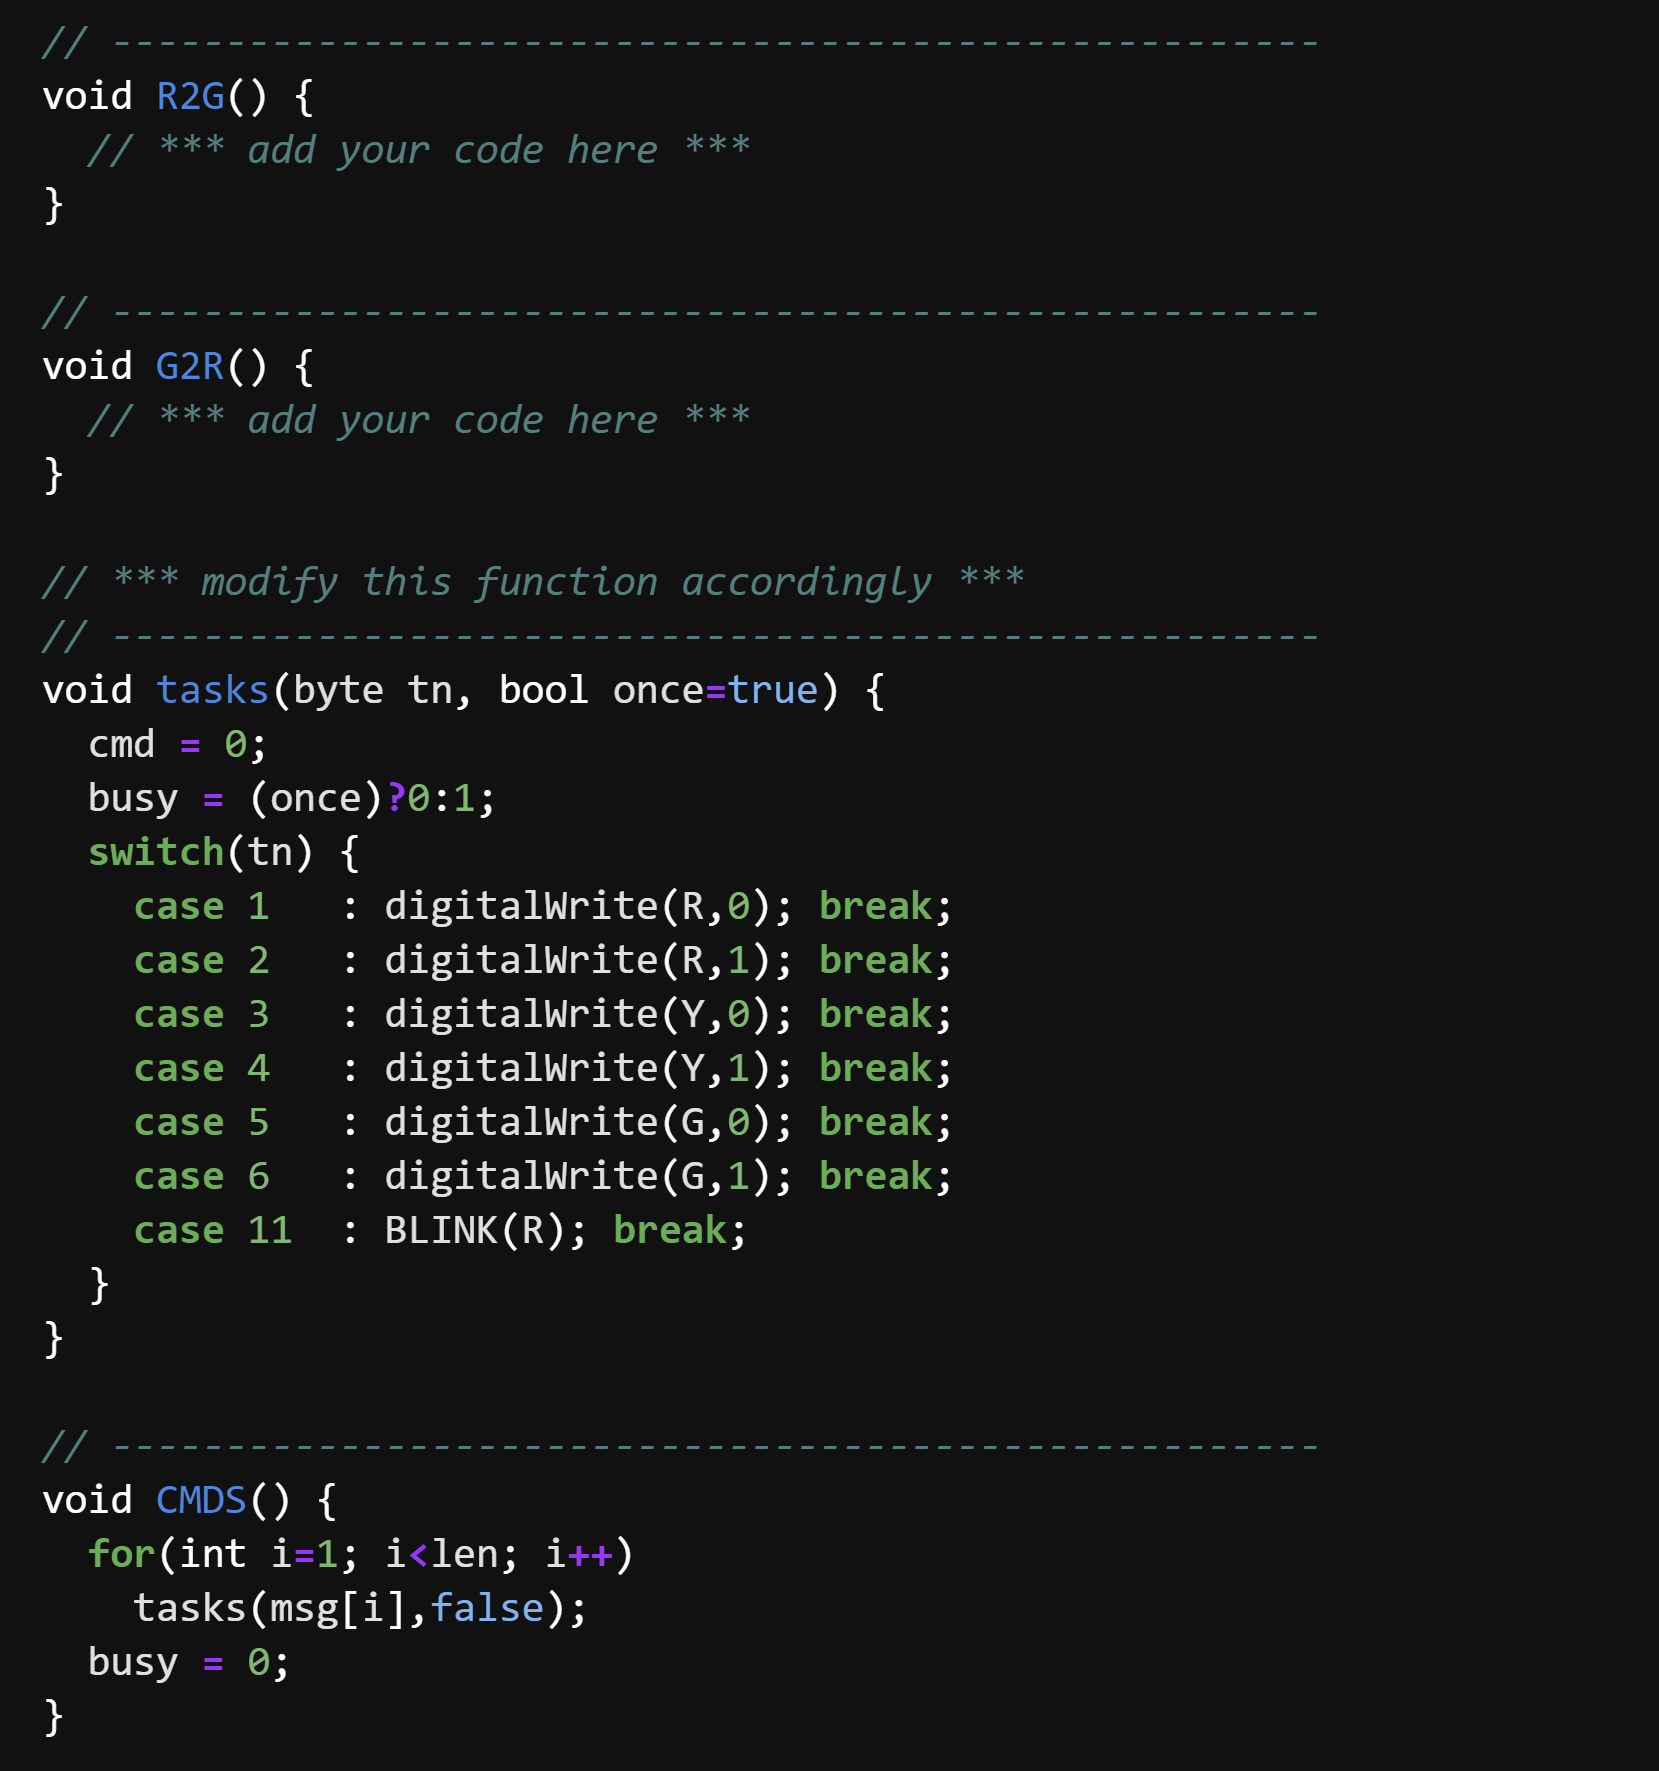 // -----------------------------------------------------
void R2G() {
  // *** add your code here ***
}

// -----------------------------------------------------
void G2R() {
  // *** add your code here ***
}

// *** modify this function accordingly ***
// -----------------------------------------------------
void tasks(byte tn, bool once=true) {
  cmd = 0;
  busy = (once)?0:1;
  switch(tn) {
    case 1   : digitalWrite(R,0); break;
    case 2   : digitalWrite(R,1); break;
    case 3   : digitalWrite(Y,0); break;
    case 4   : digitalWrite(Y,1); break;
    case 5   : digitalWrite(G,0); break;
    case 6   : digitalWrite(G,1); break;
    case 11  : BLINK(R); break;
  }
}

// -----------------------------------------------------
void CMDS() {
  for(int i=1; i<len; i++)
    tasks(msg[i],false);
  busy = 0;
}